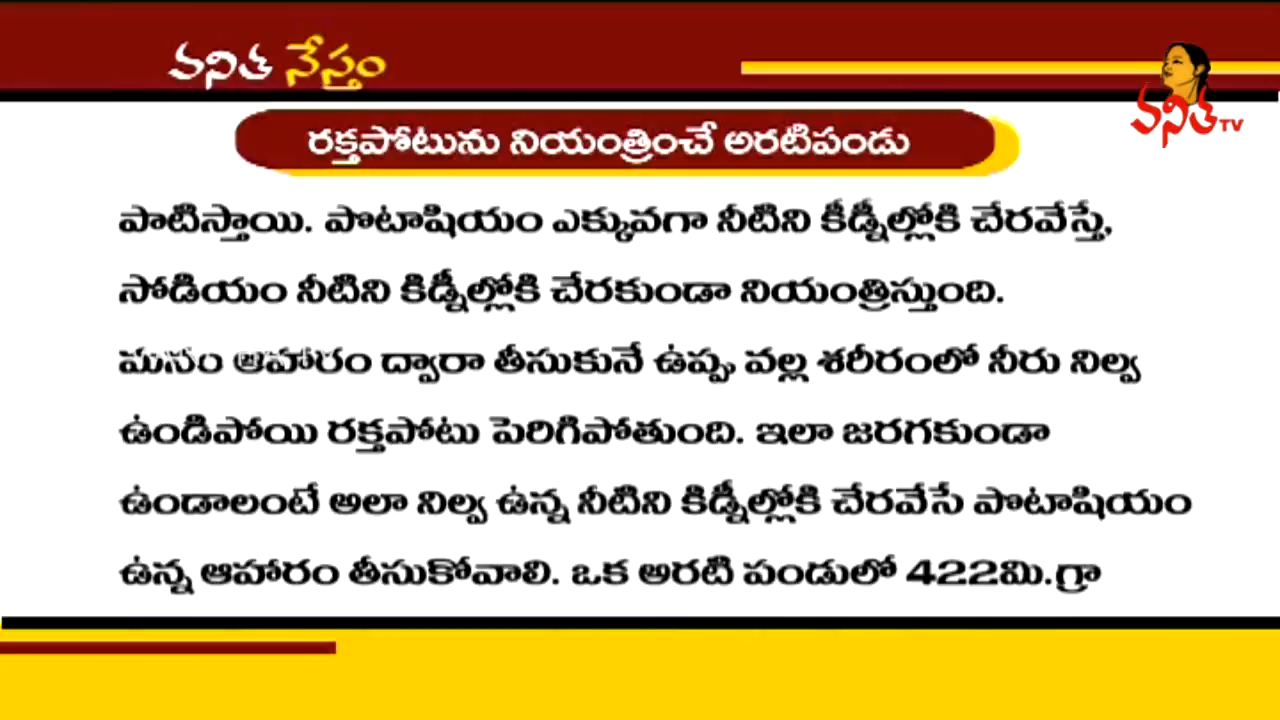 వనిత నేస్తం
వనిత TV
రక్తపోటును నియంత్రించే అరటిపండు
పాటిస్తాయి. పొటాషియం ఎక్కువగా నీటిని కీడ్నీల్లోకి చేరవేస్తే,
సోడియం నీటిని కిడ్నీల్లోకి చేరకుండా నియంత్రిస్తుంది.
మనం ఆహారం ద్వారా తీసుకునే ఉప్పు వల్ల శరీరంలో నీరు నిల్వ
ఉండిపోయి రక్తపోటు పెరిగిపోతుంది. ఇలా జరగకుండా
ఉండాలంటే అలా నిల్వ ఉన్న నీటిని కిడ్నీల్లోకి చేరవేసే పొటాషియం
ఉన్న ఆహారం తీసుకోవాలి. ఒక అరటి పండులో 422మి.గ్రా